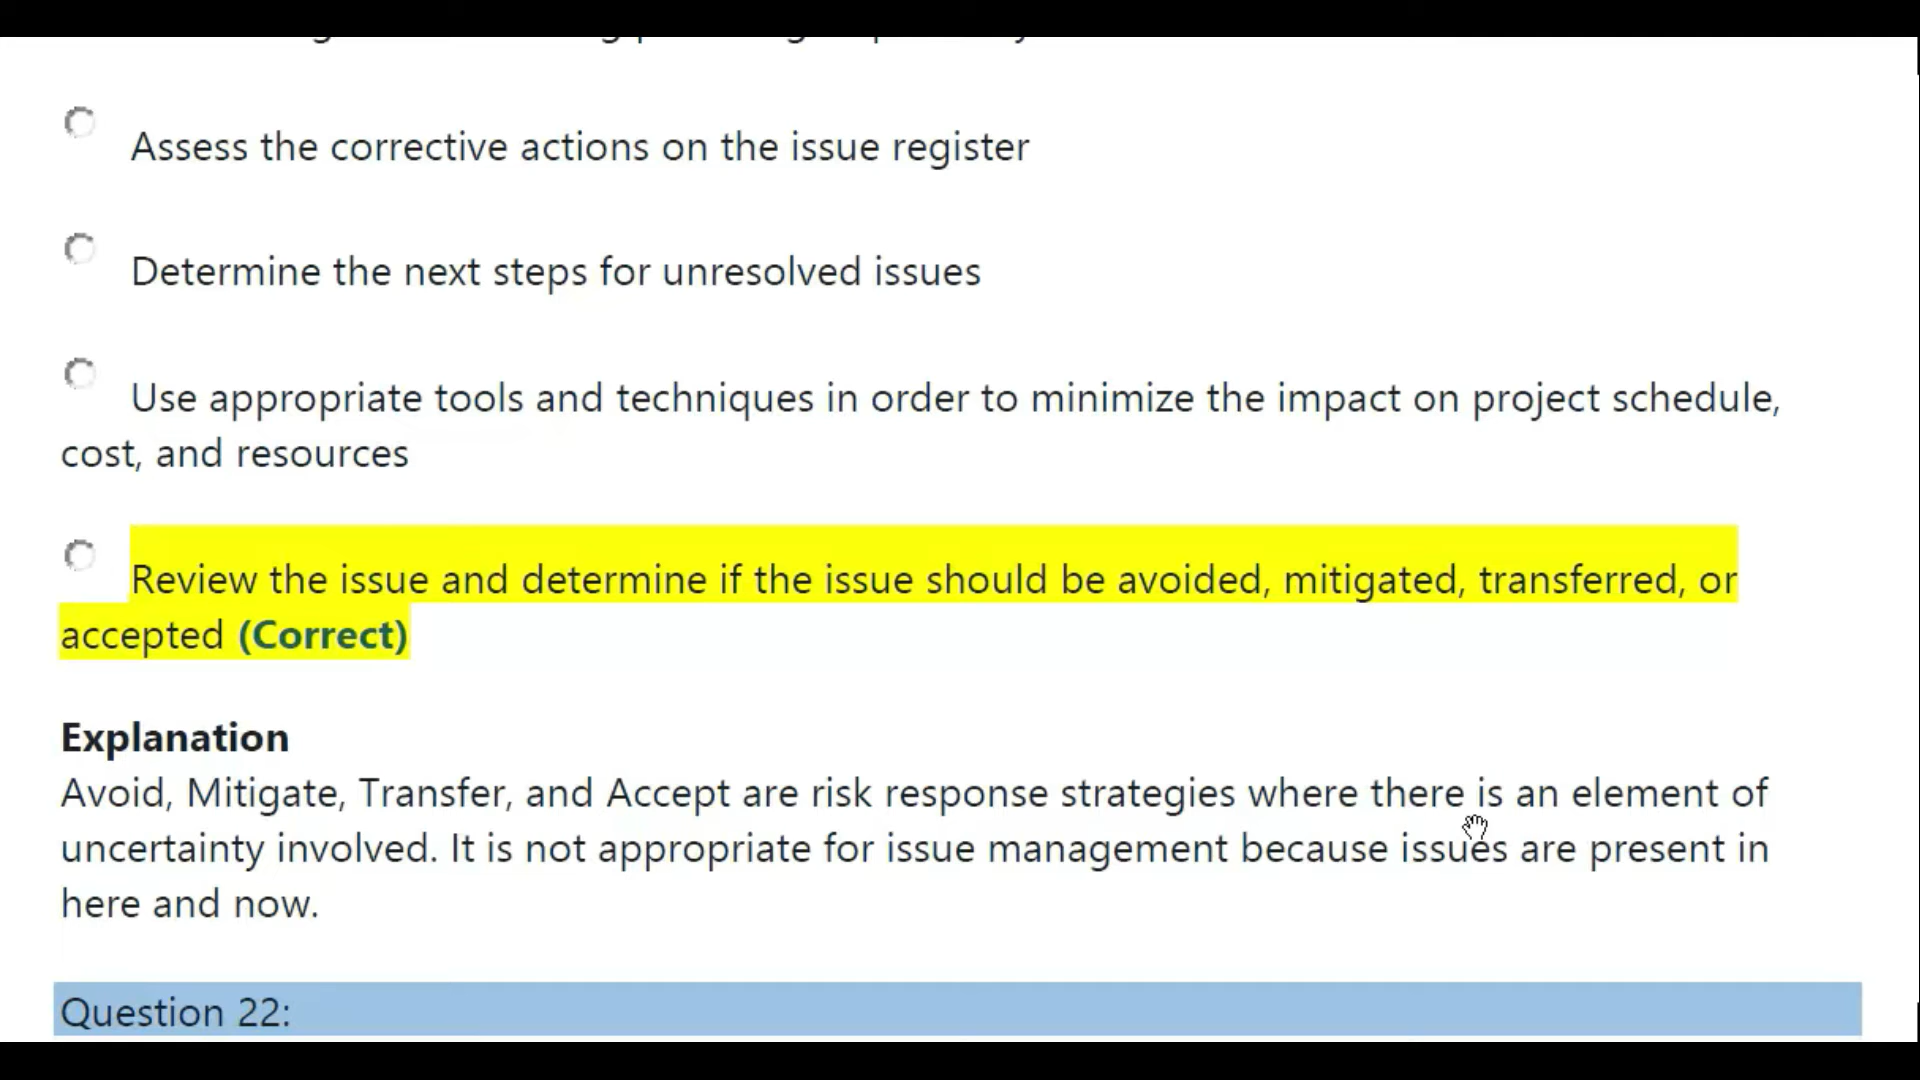 Assess the corrective actions on the issue register
Determine the next steps for unresolved issues
Use appropriate tools and techniques in order to minimize the impact on project schedule,
cost, and resources
Review the issue and determine if the issue should be avoided, mitigated, transferred, or
accepted (Correct)
Explanation
Avoid, Mitigate, Transfer, and Accept are risk response strategies where there is an element of
uncertainty involved. It is not appropriate for issue management because issues are present in
here and now.
Question 22: